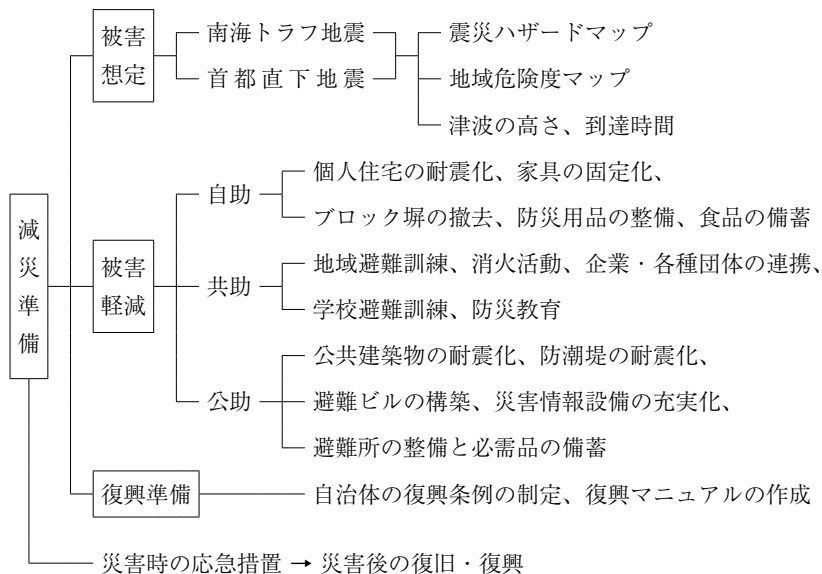 被害
想定
南海トラフ地震
首都直下地震
震災ハザードマップ
地域危険度マップ
津波の高さ、到達時間
減災準備
被害
軽減
自助
個人住宅の耐震化、家具の固定化、
ブロック塀の撤去、防災用品の整備、食品の備蓄
共助
地域避難訓練、消火活動、企業・各種団体の連携、
学校避難訓練、防災教育
公助
公共建築物の耐震化、防潮堤の耐震化、
避難ビルの構築、災害情報設備の充実化、
避難所の整備と必需品の備蓄
復興準備
自治体の復興条例の制定、復興マニュアルの作成
災害時の応急措置 → 災害後の復旧・復興